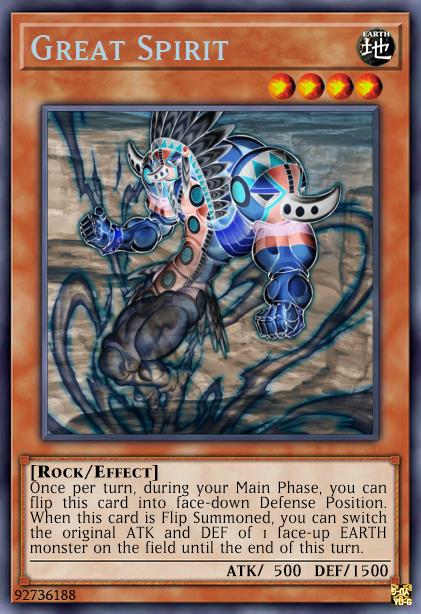 GREAT SPIRIT
EARTH
地
[ROCK/EFFECT]
Once per turn, during your Main Phase, you can
flip this card into face-down Defense Position.
When this card is Flip Summoned, you can switch
the original ATK and DEF of 1 face-up EARTH
monster on the field until the end of this turn.
ATK/ 500 DEF/1500
92736188